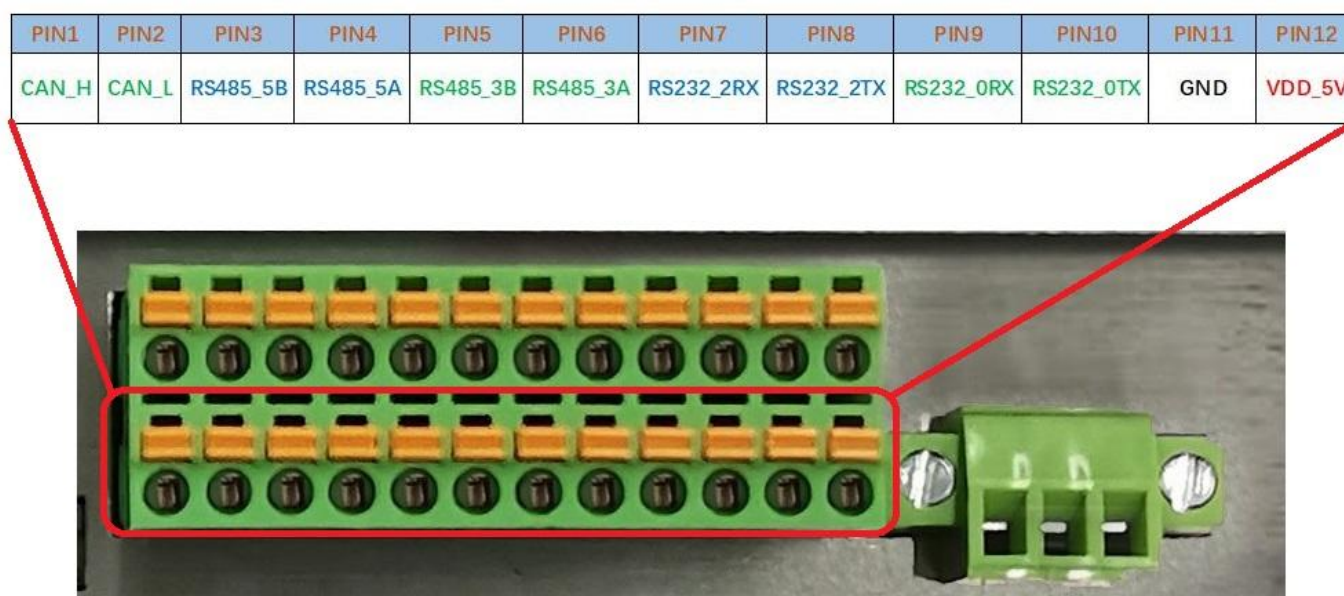 PIN1 PIN2 PIN3 PIN4 PIN5 PIN6 PIN7 PIN8 PIN9 PIN10 PIN11 PIN12
CAN_H CAN_L RS485_5B RS485_5A RS485_3B RS485_3A RS232_2RX RS232_2TX RS232_0RX RS232_0TX GND VDD_5V